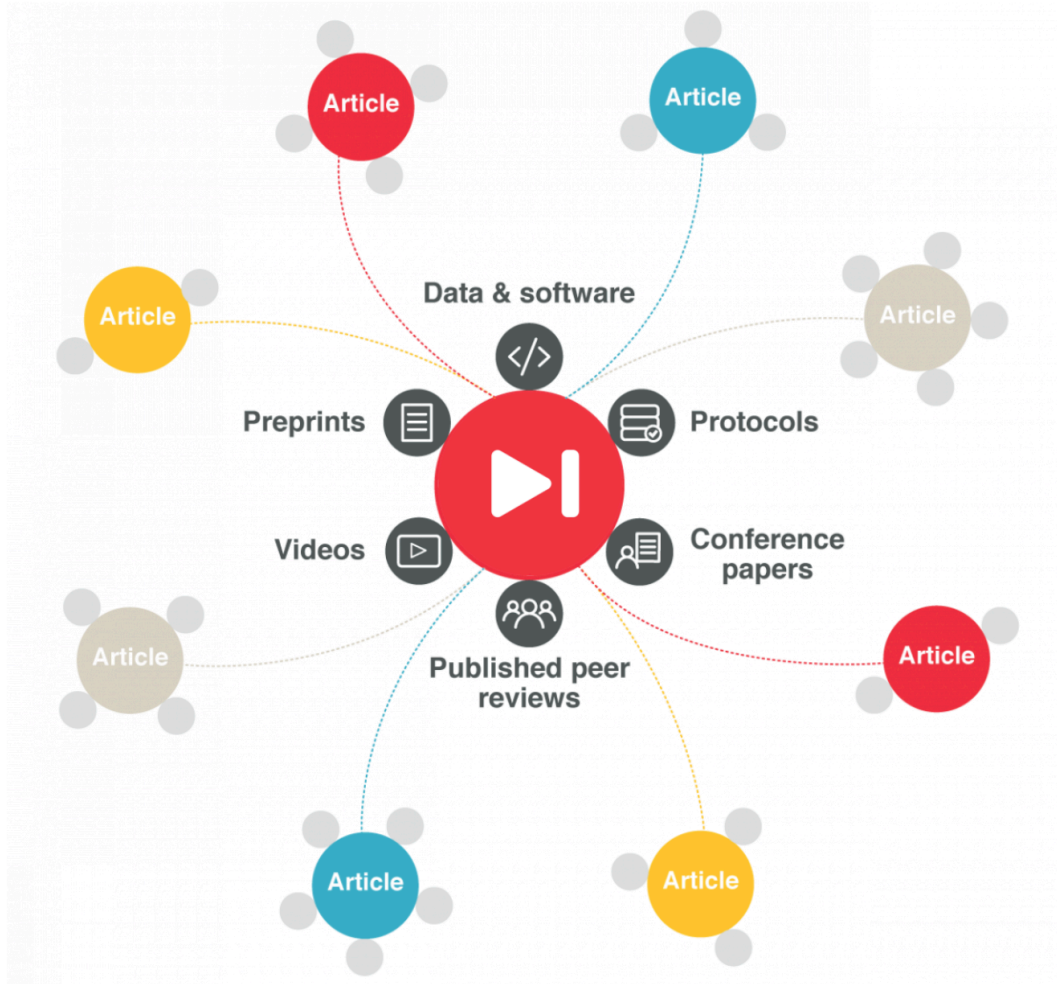 Article
Article
Article
Article
Data & software
Preprints
Protocols
Videos
Conference
papers
Published peer
reviews
Article
Article
Article
Article